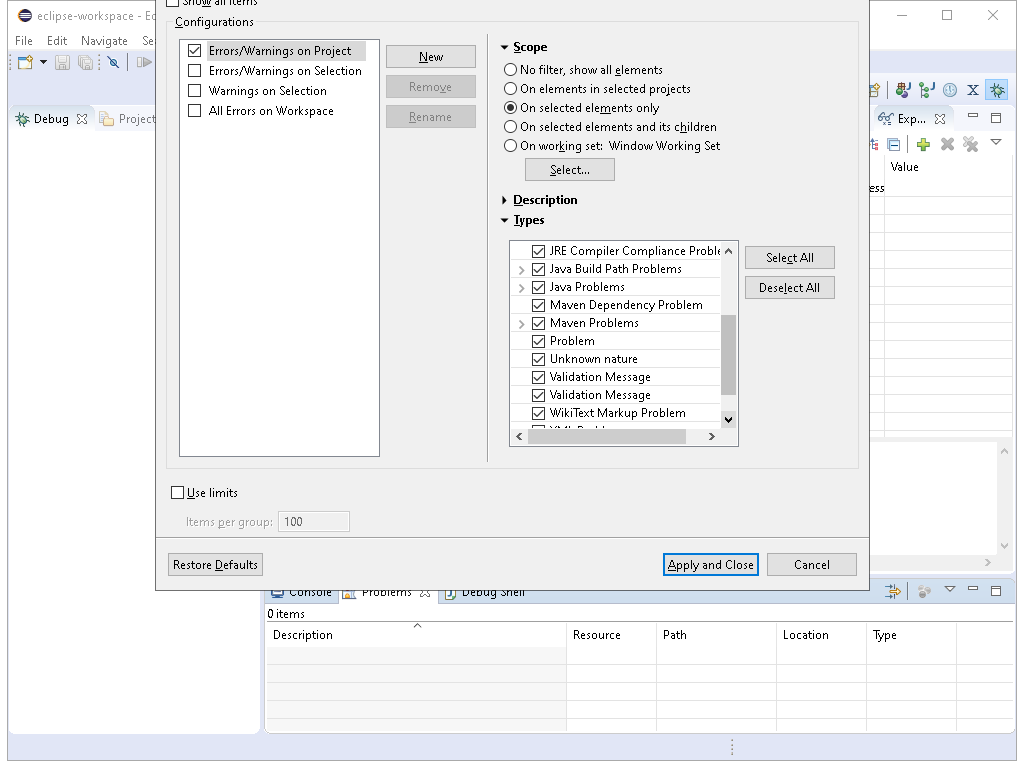 eclipse-workspace - Ec
Show all items
File Edit Navigate Se
Configurations
Errors/Warnings on Project
Errors/Warnings on Selection
Warnings on Selection
All Errors on Workspace
New
Remove
Rename
Scope
No filter, show all elements
On elements in selected projects
On selected elements only
On selected elements and its children
On working set: Window Working Set
Select...
Description
Types
JRE Compiler Compliance Proble
Java Build Path Problems
Java Problems
Maven Dependency Problem
Maven Problems
Problem
Unknown nature
Validation Message
Validation Message
WikiText Markup Problem
Select All
Deselect All
Use limits
Items per group: 100
Restore Defaults
Apply and Close
Cancel
Debug
Project
Exp...
Value
ess
Console
Problems
Debug Shell
0 items
Description Resource Path Location Type